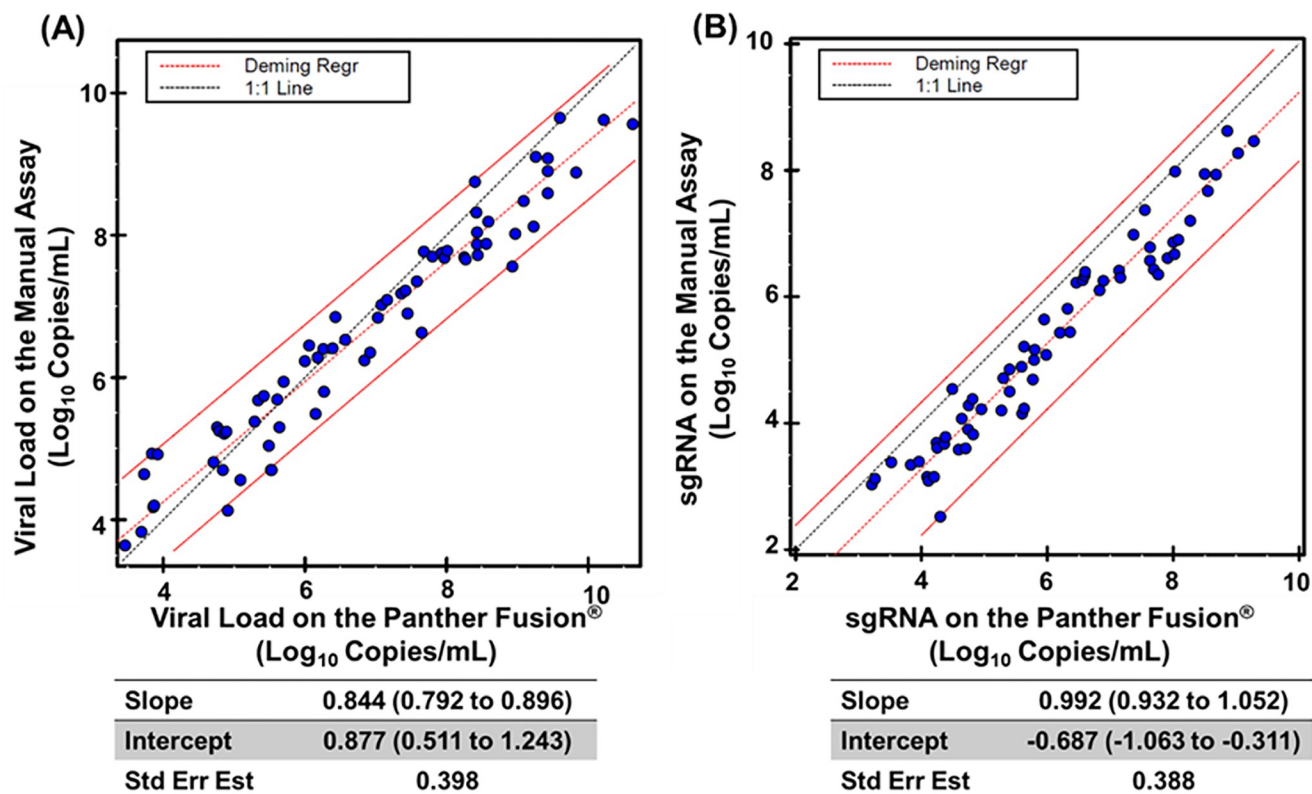 (A)
Deming Regr
1:1 Line
10
8
6
4
4
6
8
10
Viral Load on the Manual Assay
(Log10 Copies/mL)
Viral Load on the Panther Fusion®
(Log10 Copies/mL)
Slope 0.844 (0.792 to 0.896)
Intercept 0.877 (0.511 to 1.243)
Std Err Est 0.398
(B)
Deming Regr
1:1 Line
10
8
6
4
2
2
4
6
8
10
sgRNA on the Manual Assay
(Log10 Copies/mL)
sgRNA on the Panther Fusion®
(Log10 Copies/mL)
Slope 0.992 (0.932 to 1.052)
Intercept -0.687 (-1.063 to -0.311)
Std Err Est 0.388